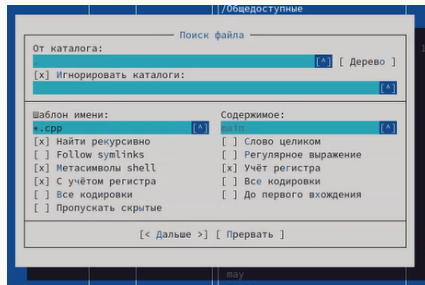 /Общедоступные
Поиск файла
От каталога:
. [^] [ Дерево ]
[x] Игнорировать каталоги:
[^]
Шаблон имени: Содержимое:
*.cpp [^] main [^]
[x] Найти рекурсивно [ ] Слово целиком
[ ] Follow symlinks [ ] Регулярное выражение
[x] Метасимволы shell [x] Учёт регистра
[x] С учётом регистра [ ] Все кодировки
[ ] Все кодировки [ ] До первого вхождения
[ ] Пропускать скрытые
[< Дальше >] [ Прервать ]
may